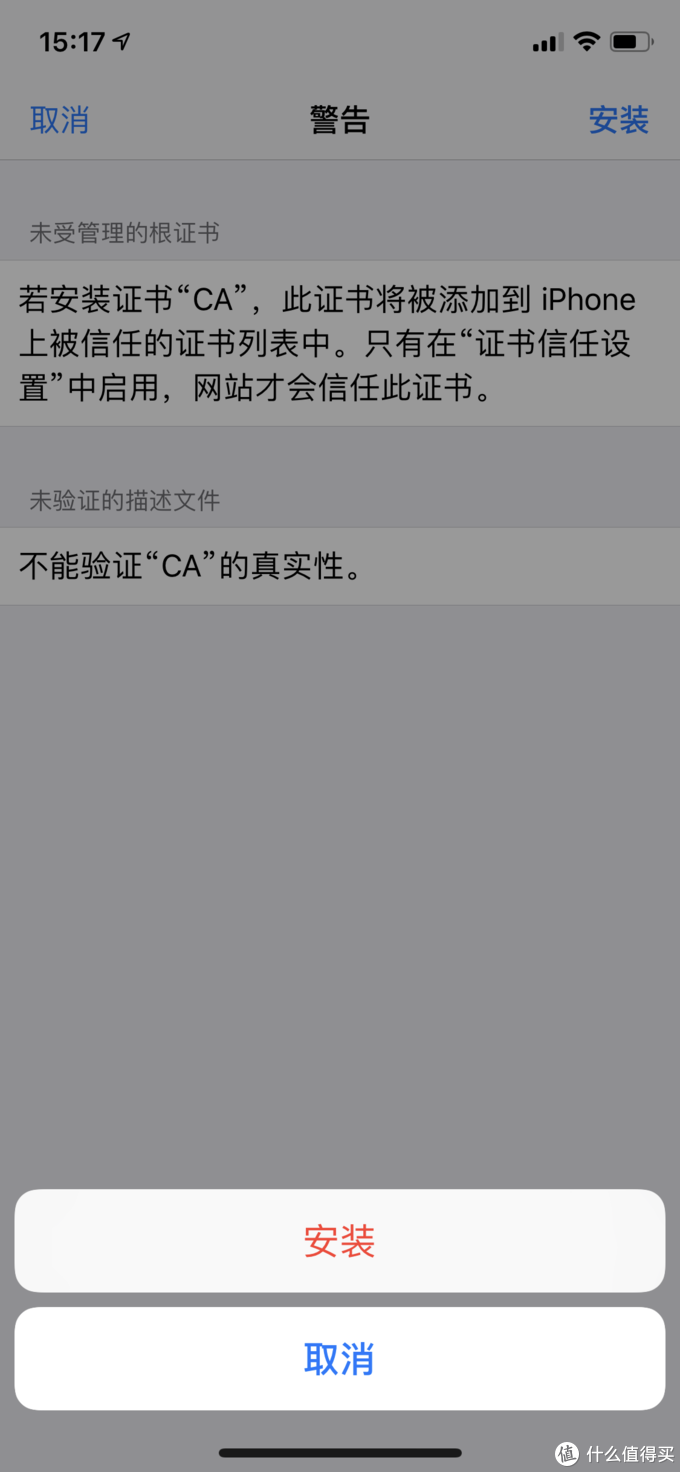 15:17
取消 警告 安装
未受管理的根证书
若安装证书“CA”，此证书将被添加到 iPhone
上被信任的证书列表中。只有在“证书信任设
置”中启用，网站才会信任此证书。
未验证的描述文件
不能验证“CA”的真实性。
安装
取消
值 什么值得买